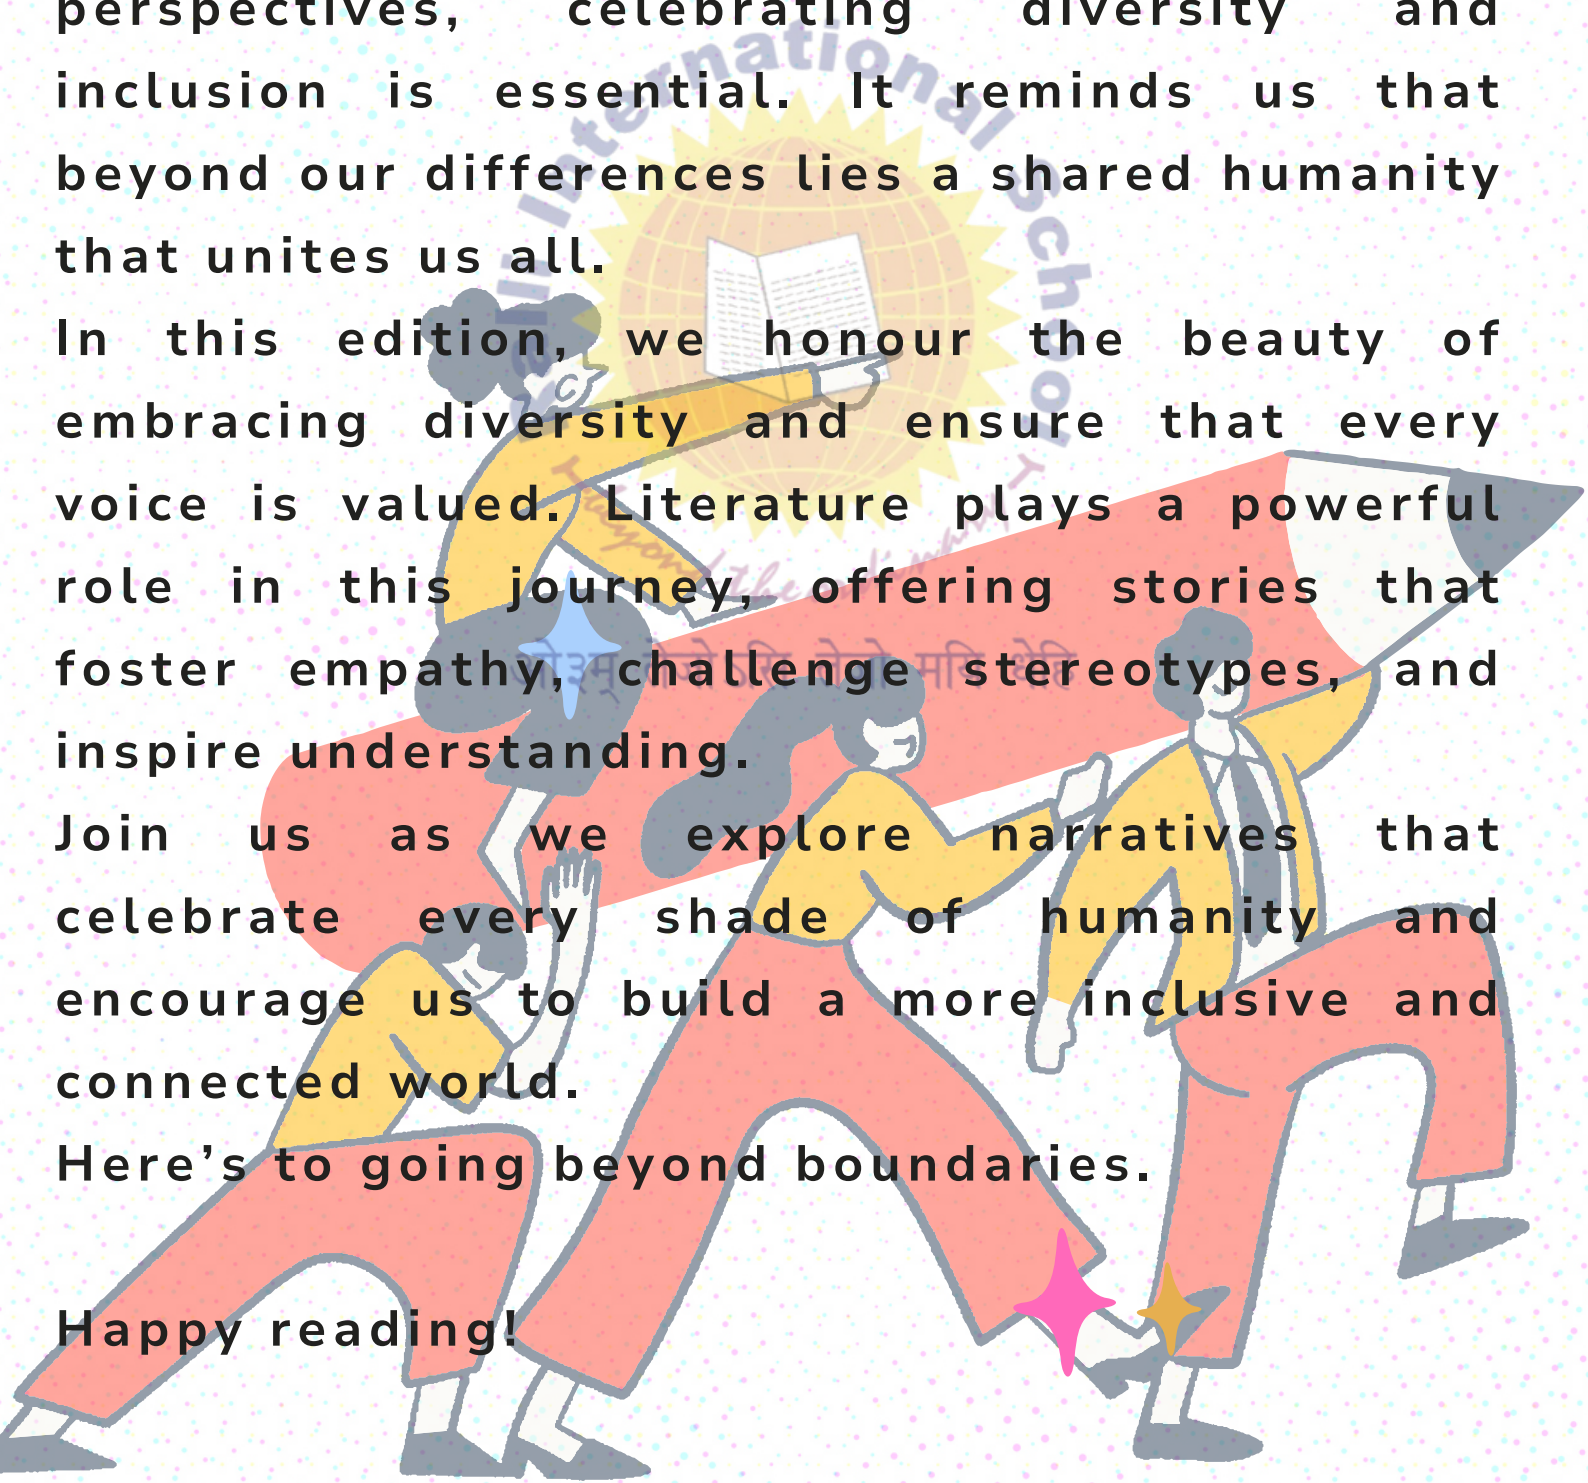 perspectives, celebrating diversity and
inclusion is essential. It reminds us that
beyond our differences lies a shared humanity
that unites us all.
In this edition, we honour the beauty of
embracing diversity and ensure that every
voice is valued. Literature plays a powerful
role in this journey, offering stories that
foster empathy, challenge stereotypes, and
inspire understanding.
Join us as we explore narratives that
celebrate every shade of humanity and
encourage us to build a more inclusive and
connected world.
Here’s to going beyond boundaries.
Happy reading!
International School